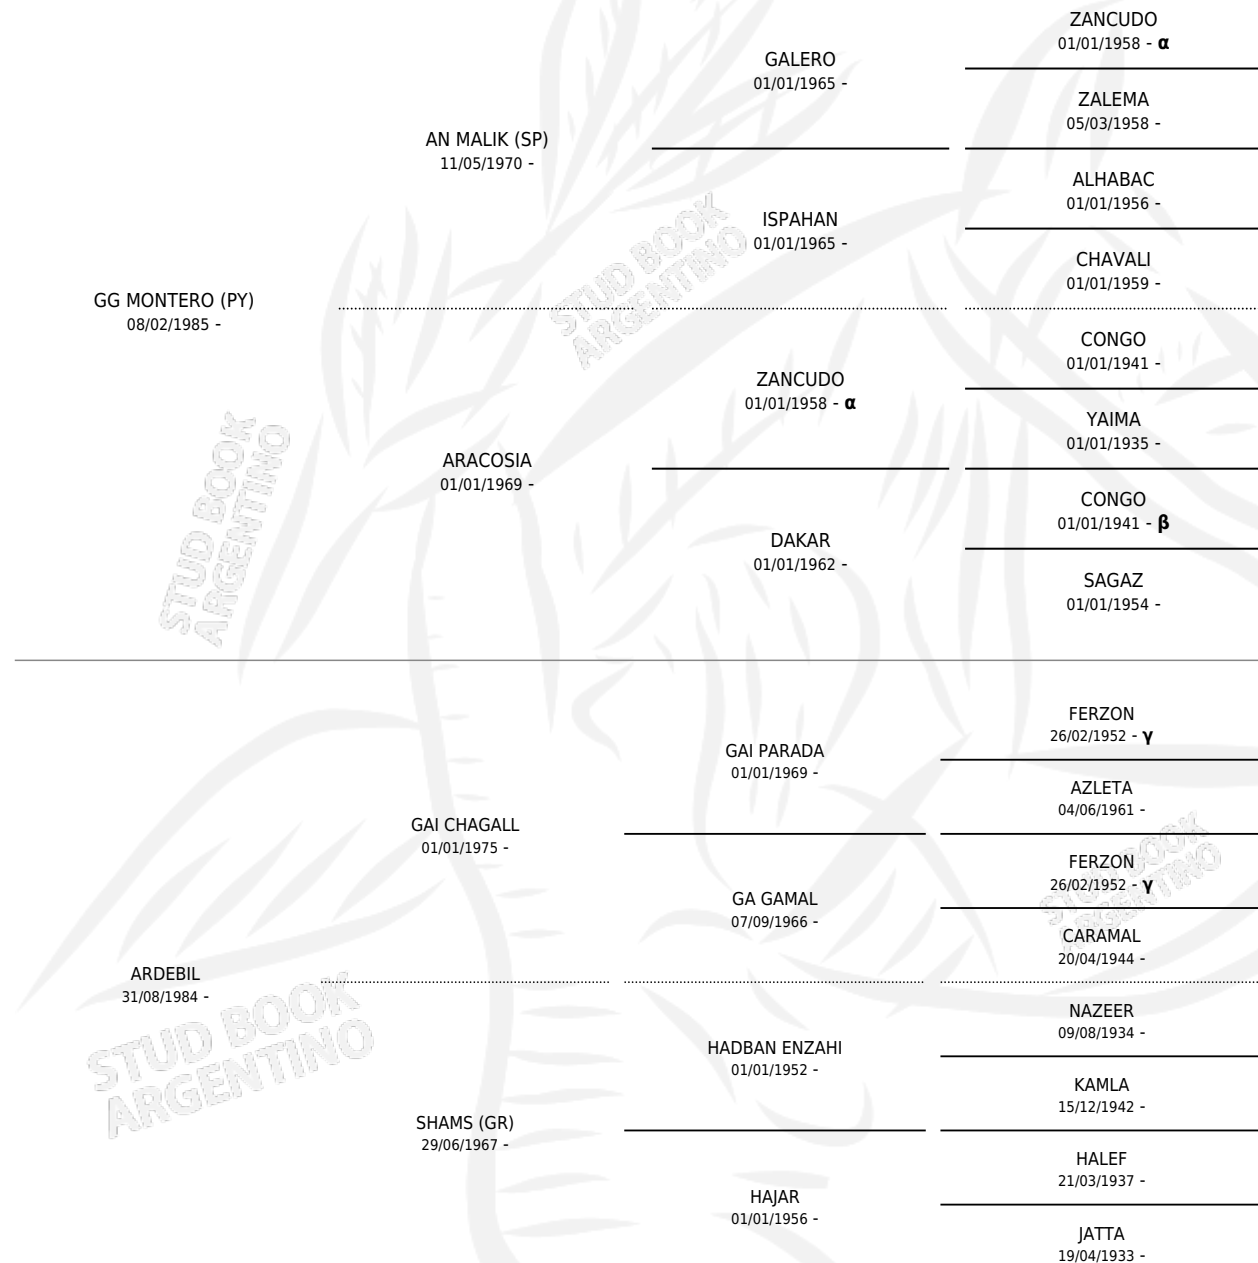 GG MONTERO (PY)
08/02/1985 -
AN MALIK (SP)
11/05/1970 -
GALERO
01/01/1965 -
ZANCUDO
01/01/1958 - α
ZALEMA
05/03/1958 -
ISPAHAN
01/01/1965 -
ALHABAC
01/01/1956 -
CHAVALI
01/01/1959 -
ARACOSIA
01/01/1969 -
ZANCUDO
01/01/1958 - α
CONGO
01/01/1941 -
YAIMA
01/01/1935 -
DAKAR
01/01/1962 -
CONGO
01/01/1941 - β
SAGAZ
01/01/1954 -
ARDEBIL
31/08/1984 -
GAI CHAGALL
01/01/1975 -
GAI PARADA
01/01/1969 -
FERZON
26/02/1952 - γ
AZLETA
04/06/1961 -
GA GAMAL
07/09/1966 -
FERZON
26/02/1952 - γ
CARAMAL
20/04/1944 -
SHAMS (GR)
29/06/1967 -
HADBAN ENZAHI
01/01/1952 -
NAZEER
09/08/1934 -
KAMLA
15/12/1942 -
HAJAR
01/01/1956 -
HALEF
21/03/1937 -
JATTA
19/04/1933 -
STUD BOOK
ARGENTINO
STUD BOOK
ARGENTINO
STUD BOOK
ARGENTINO
STUD BOOK
ARGENTINO